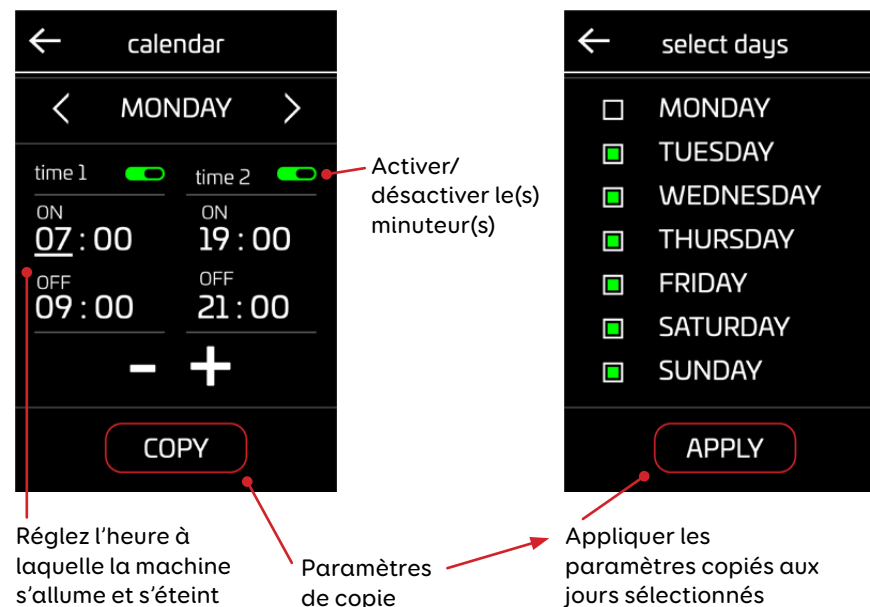 calendar
MONDAY
time 1
time 2
ON
07 : 00
ON
19 : 00
OFF
09 : 00
OFF
21 : 00
- +
COPY
Activer/
désactiver le(s)
minuteur(s)
select days
MONDAY
TUESDAY
WEDNESDAY
THURSDAY
FRIDAY
SATURDAY
SUNDAY
APPLY
Réglez l’heure à
laquelle la machine
s’allume et s’éteint
Paramètres
de copie
Appliquer les
paramètres copiés aux
jours sélectionnés